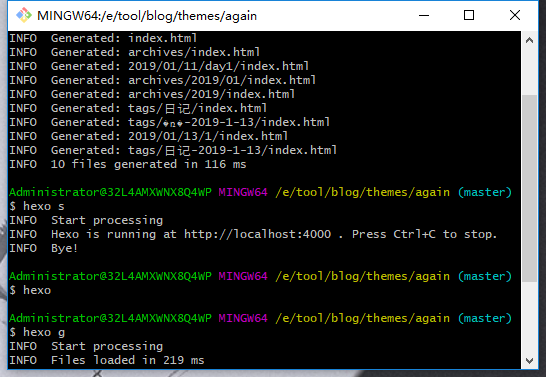 MINGW64:/e/tool/blog/themes/again
INFO  Generated: index.html
INFO  Generated: archives/index.html
INFO  Generated: 2019/01/11/day1/index.html
INFO  Generated: archives/2019/01/index.html
INFO  Generated: archives/2019/index.html
INFO  Generated: tags/日记/index.html
INFO  Generated: tags/-2019-1-13/index.html
INFO  Generated: 2019/01/13/1/index.html
INFO  Generated: tags/日记-2019-1-13/index.html
INFO  10 files generated in 116 ms
Administrator@32L4AMXWNX8Q4WP MINGW64 /e/tool/blog/themes/again (master)
$ hexo s
INFO  Start processing
INFO  Hexo is running at http://localhost:4000 . Press Ctrl+C to stop.
INFO  Bye!
Administrator@32L4AMXWNX8Q4WP MINGW64 /e/tool/blog/themes/again (master)
$ hexo
Administrator@32L4AMXWNX8Q4WP MINGW64 /e/tool/blog/themes/again (master)
$ hexo g
INFO  Start processing
INFO  Files loaded in 219 ms